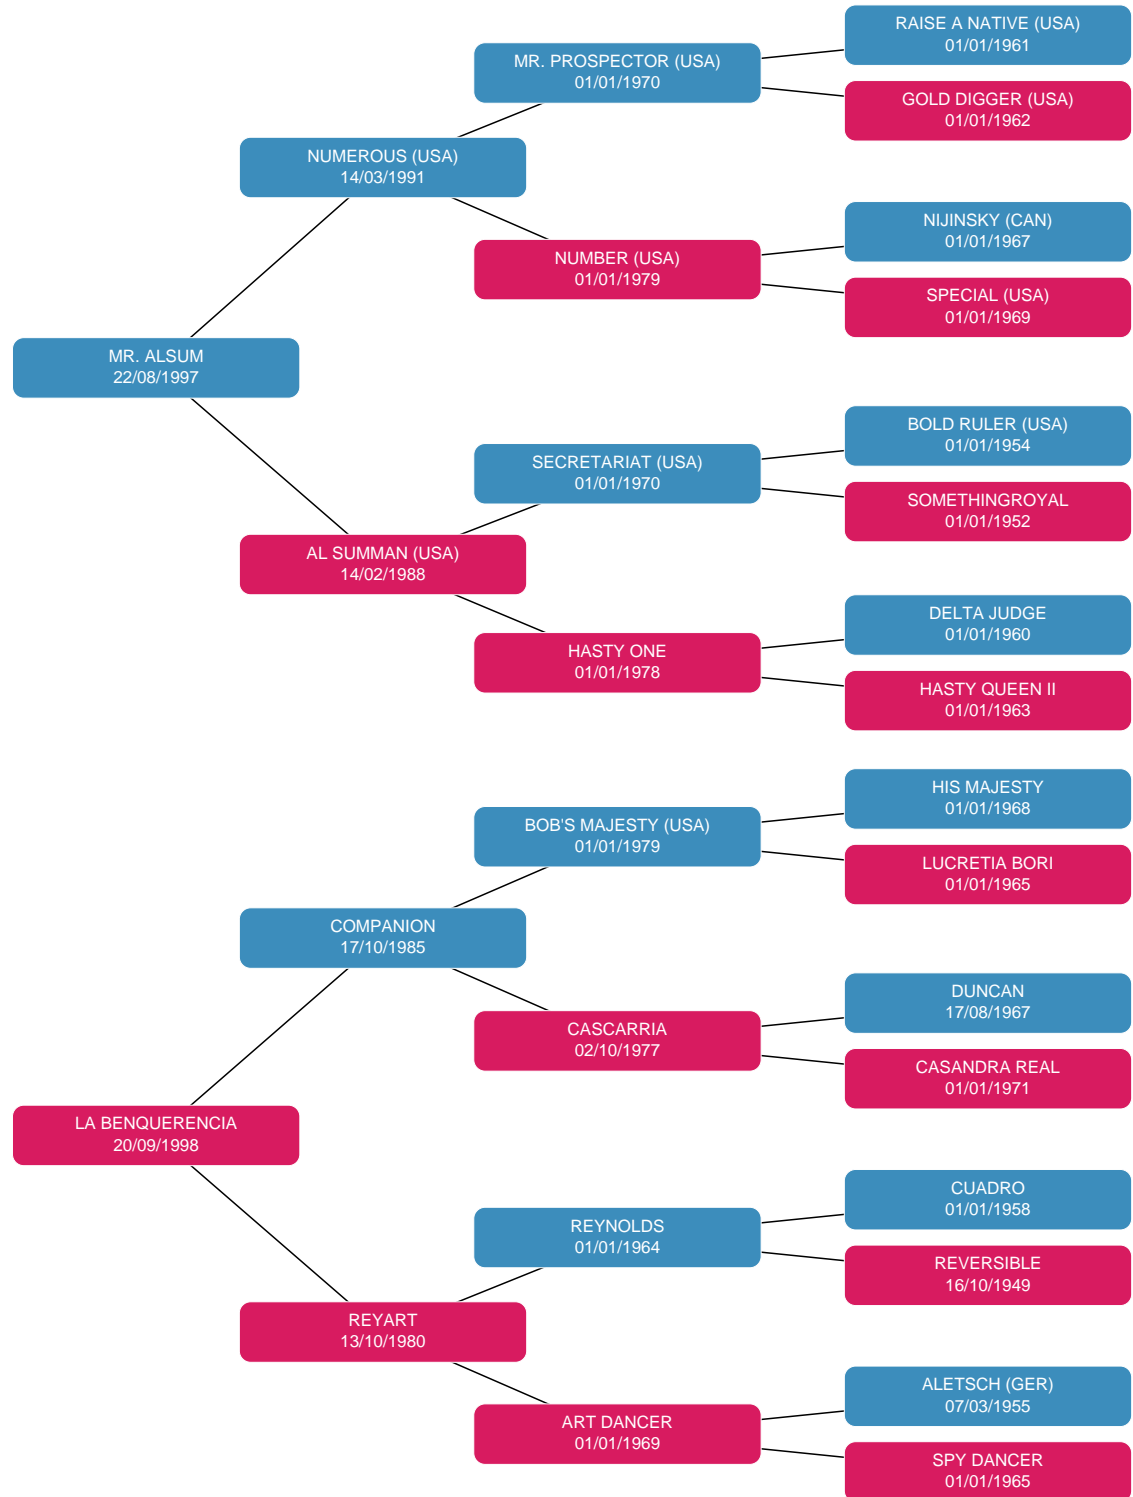 RAISE A NATIVE (USA)
01/01/1961
MR. PROSPECTOR (USA)
01/01/1970
GOLD DIGGER (USA)
01/01/1962
NUMEROUS (USA)
14/03/1991
NIJINSKY (CAN)
01/01/1967
NUMBER (USA)
01/01/1979
SPECIAL (USA)
01/01/1969
MR. ALSUM
22/08/1997
BOLD RULER (USA)
01/01/1954
SECRETARIAT (USA)
01/01/1970
SOMETHINGROYAL
01/01/1952
AL SUMMAN (USA)
14/02/1988
DELTA JUDGE
01/01/1960
HASTY ONE
01/01/1978
HASTY QUEEN II
01/01/1963
HIS MAJESTY
01/01/1968
BOB'S MAJESTY (USA)
01/01/1979
LUCRETIA BORI
01/01/1965
COMPANION
17/10/1985
DUNCAN
17/08/1967
CASCARRIA
02/10/1977
CASANDRA REAL
01/01/1971
LA BENQUERENCIA
20/09/1998
CUADRO
01/01/1958
REYNOLDS
01/01/1964
REVERSIBLE
16/10/1949
REYART
13/10/1980
ALETSCH (GER)
07/03/1955
ART DANCER
01/01/1969
SPY DANCER
01/01/1965